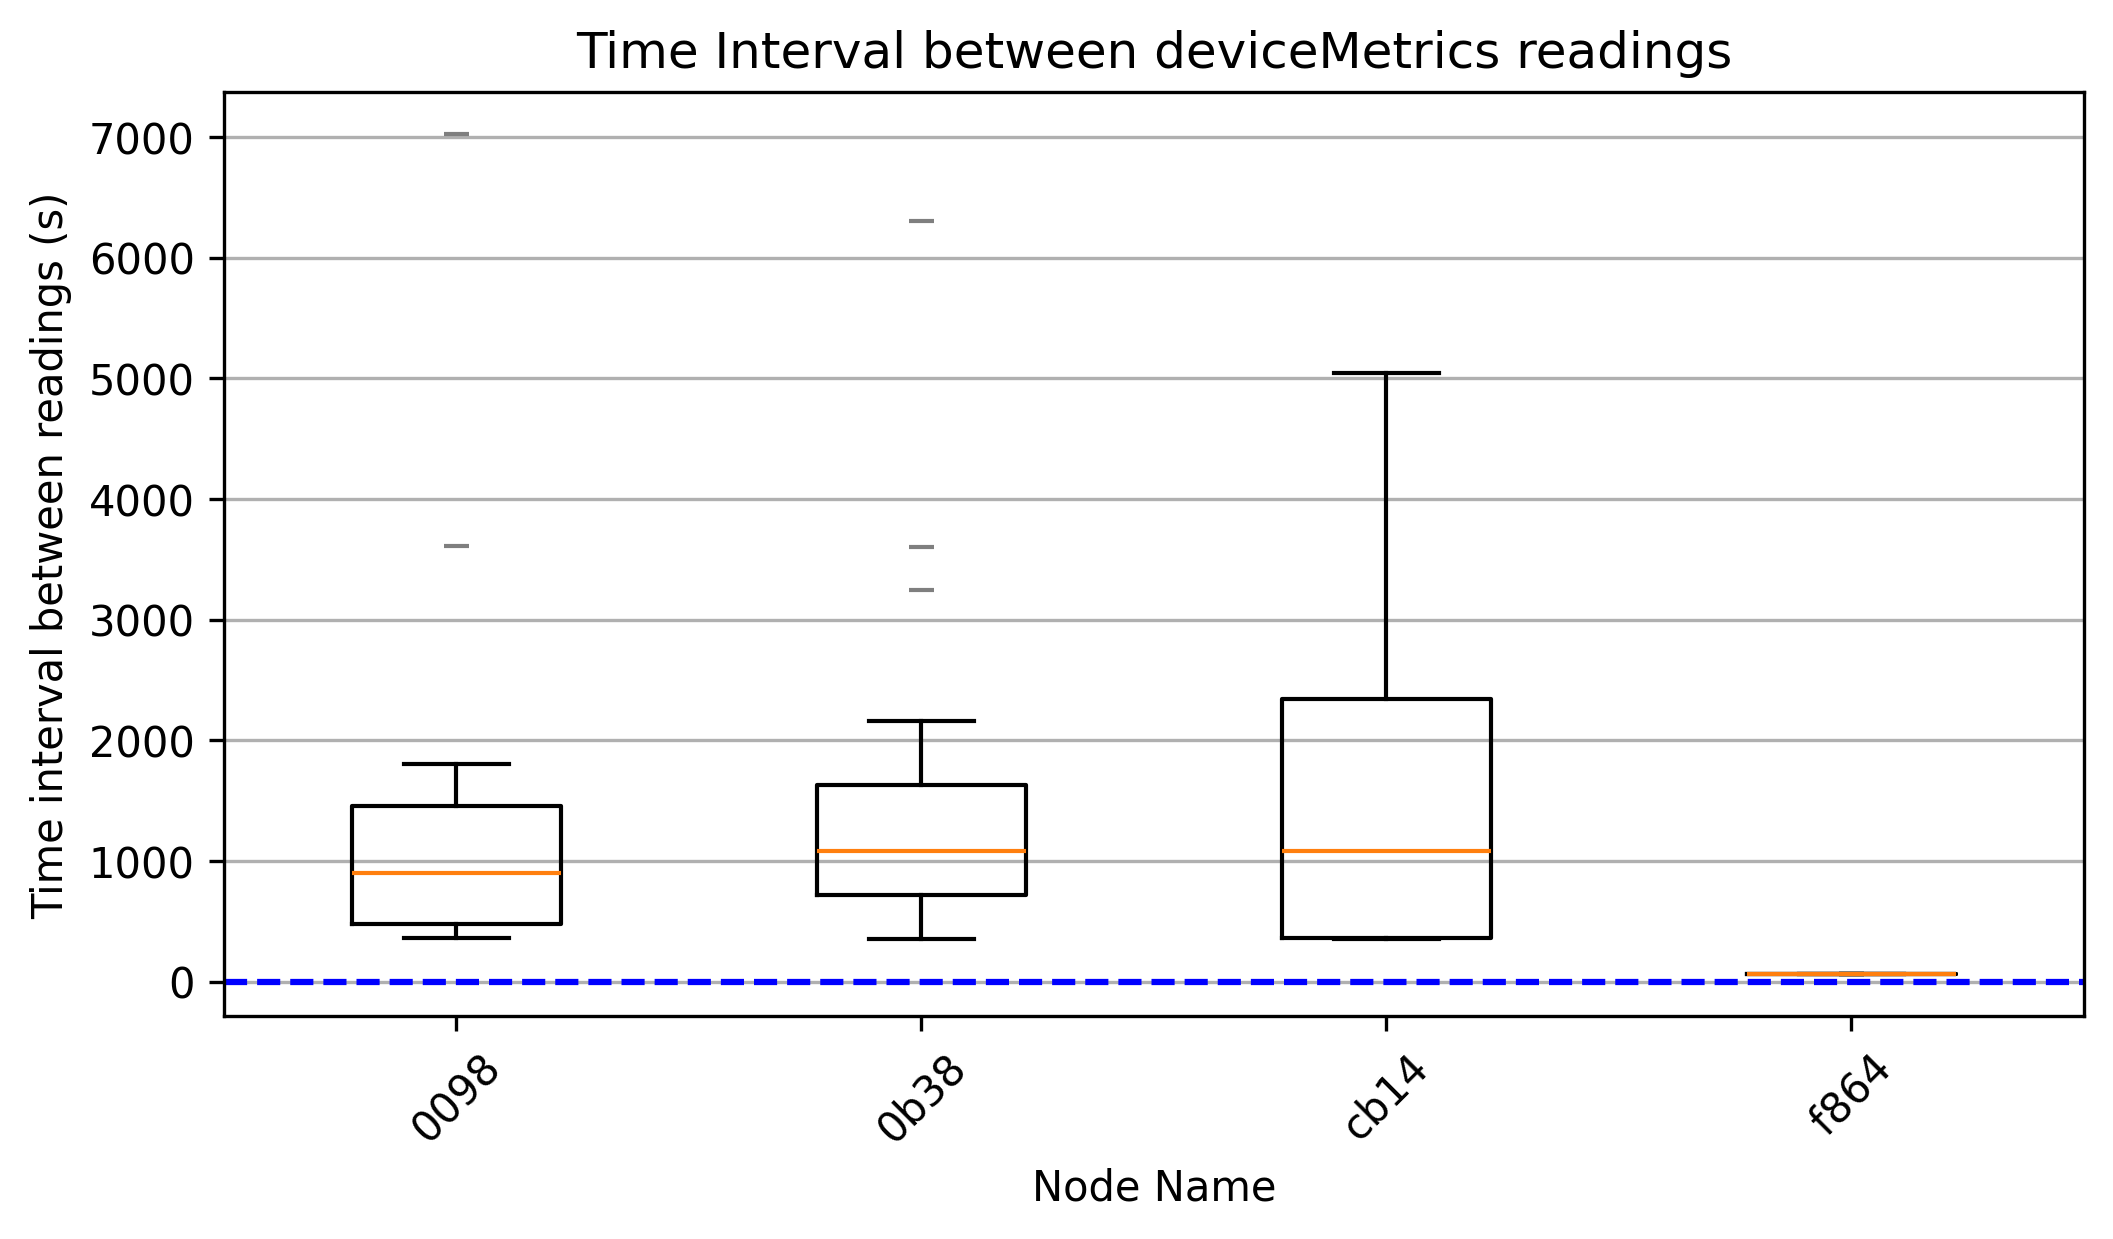 Time Interval between deviceMetrics readings
Time interval between readings (s)
7000
6000
5000
4000
3000
2000
1000
0
0098
0b38
cb14
f864
Node Name